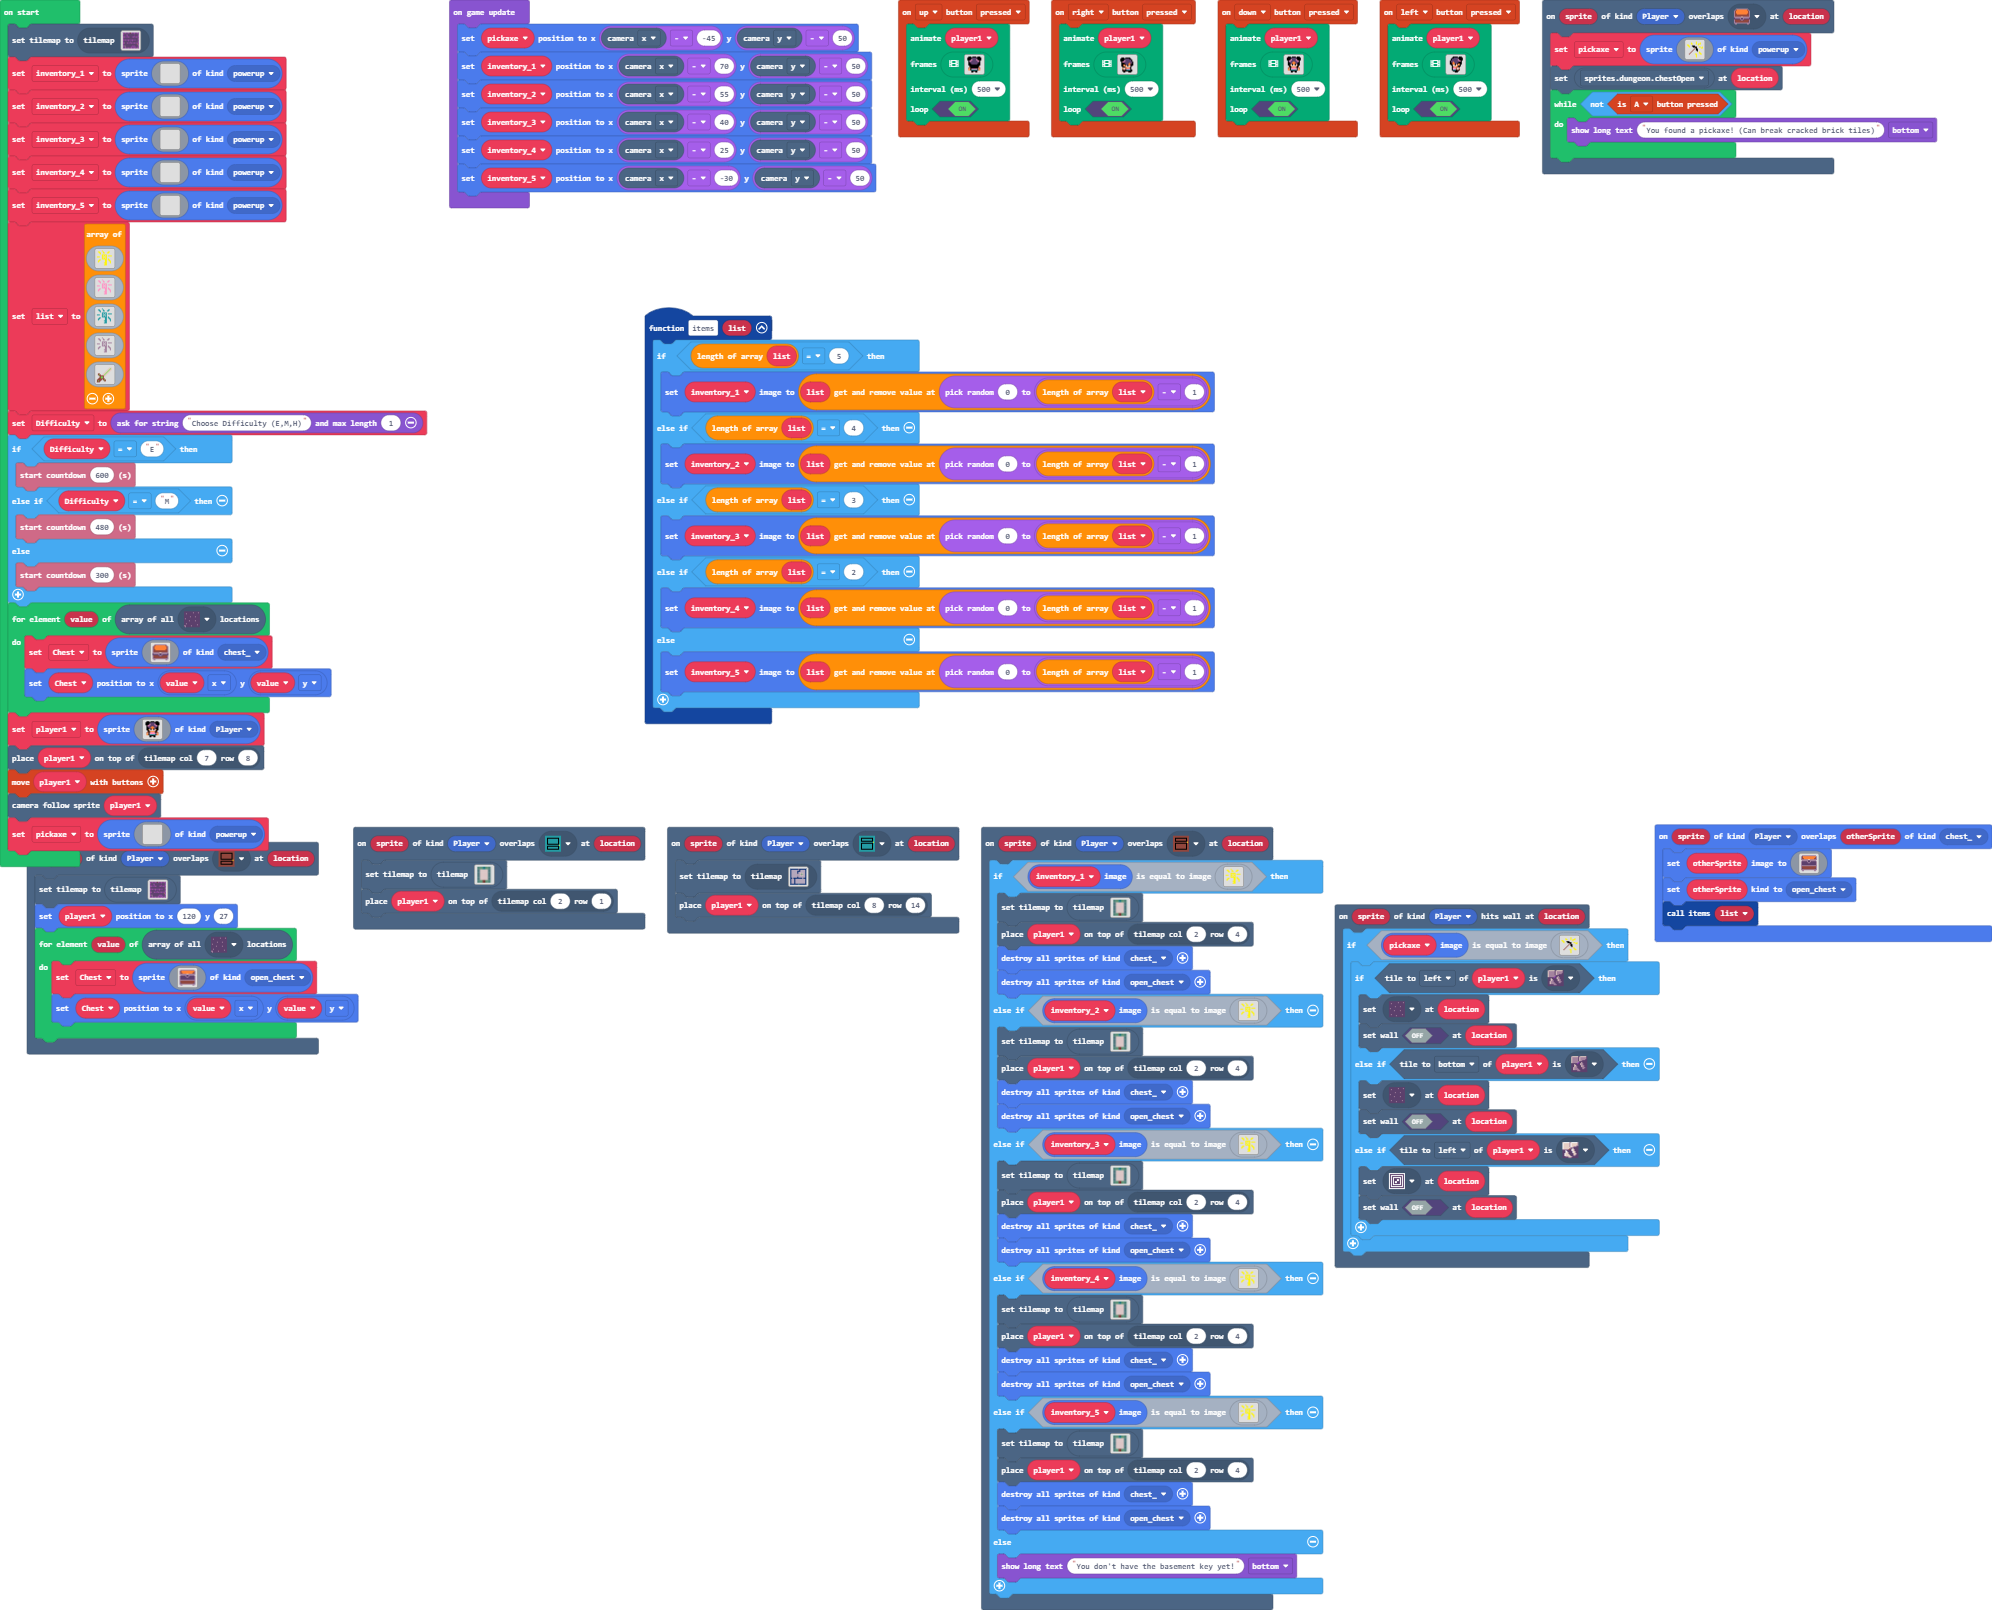 on start
set tilemap to tilemap
set inventory_1 to sprite of kind powerup
set inventory_2 to sprite of kind powerup
set inventory_3 to sprite of kind powerup
set inventory_4 to sprite of kind powerup
set inventory_5 to sprite of kind powerup
array of
set list to
set Difficulty to ask for string "Choose Difficulty (E,M,H)" and max length 1
if Difficulty = "E" then
start countdown 600 (s)
else if Difficulty = "M" then
start countdown 480 (s)
else
start countdown 300 (s)
for element value of array of all locations
do
set Chest to sprite of kind chest_
set Chest position to x value x y value y
set player1 to sprite of kind Player
place player1 on top of tilemap col 7 row 8
move player1 with buttons
camera follow sprite player1
set pickaxe to sprite of kind powerup
of kind Player overlaps at location
set tilemap to tilemap
set player1 position to x 120 y 27
for element value of array of all locations
do
set Chest to sprite of kind open_chest
set Chest position to x value x y value y
on game update
set pickaxe position to x camera x - -45 y camera y - 50
set inventory_1 position to x camera x - 70 y camera y - 50
set inventory_2 position to x camera x - 55 y camera y - 50
set inventory_3 position to x camera x - 40 y camera y - 50
set inventory_4 position to x camera x - 25 y camera y - 50
set inventory_5 position to x camera x - -30 y camera y - 50
on up button pressed
animate player1
frames
interval (ms) 500
loop ON
on right button pressed
animate player1
frames
interval (ms) 500
loop ON
on down button pressed
animate player1
frames
interval (ms) 500
loop ON
on left button pressed
animate player1
frames
interval (ms) 500
loop ON
on sprite of kind Player overlaps at location
set pickaxe to sprite of kind powerup
set sprites.dungeon.chestOpen at location
while not is A button pressed
do
show long text "You found a pickaxe! (Can break cracked brick tiles)" bottom
function items list
if length of array list = 5 then
set inventory_1 image to list get and remove value at pick random 0 to length of array list - 1
else if length of array list = 4 then
set inventory_2 image to list get and remove value at pick random 0 to length of array list - 1
else if length of array list = 3 then
set inventory_3 image to list get and remove value at pick random 0 to length of array list - 1
else if length of array list = 2 then
set inventory_4 image to list get and remove value at pick random 0 to length of array list - 1
else
set inventory_5 image to list get and remove value at pick random 0 to length of array list - 1
on sprite of kind Player overlaps at location
set tilemap to tilemap
place player1 on top of tilemap col 2 row 1
on sprite of kind Player overlaps at location
set tilemap to tilemap
place player1 on top of tilemap col 8 row 14
on sprite of kind Player overlaps at location
if inventory_1 image is equal to image then
set tilemap to tilemap
place player1 on top of tilemap col 2 row 4
destroy all sprites of kind chest_
destroy all sprites of kind open_chest
else if inventory_2 image is equal to image then
set tilemap to tilemap
place player1 on top of tilemap col 2 row 4
destroy all sprites of kind chest_
destroy all sprites of kind open_chest
else if inventory_3 image is equal to image then
set tilemap to tilemap
place player1 on top of tilemap col 2 row 4
destroy all sprites of kind chest_
destroy all sprites of kind open_chest
else if inventory_4 image is equal to image then
set tilemap to tilemap
place player1 on top of tilemap col 2 row 4
destroy all sprites of kind chest_
destroy all sprites of kind open_chest
else if inventory_5 image is equal to image then
set tilemap to tilemap
place player1 on top of tilemap col 2 row 4
destroy all sprites of kind chest_
destroy all sprites of kind open_chest
else
show long text "You don't have the basement key yet!" bottom
on sprite of kind Player hits wall at location
if pickaxe image is equal to image then
if tile to left of player1 is then
set at location
set wall OFF at location
else if tile to bottom of player1 is then
set at location
set wall OFF at location
else if tile to left of player1 is then
set at location
set wall OFF at location
on sprite of kind Player overlaps otherSprite of kind chest_
set otherSprite image to
set otherSprite kind to open_chest
call items list